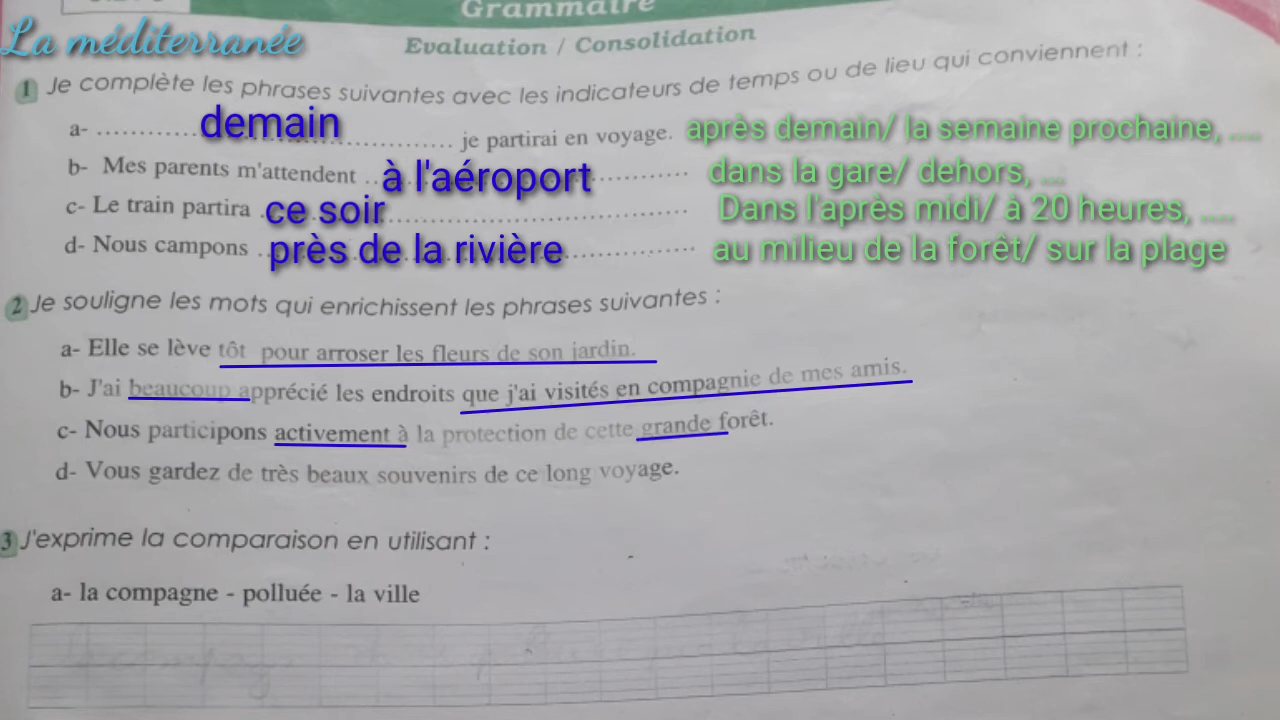 Grammaire
La méditerranée
Evaluation / Consolidation
1 Je complète les phrases suivantes avec les indicateurs de temps ou de lieu qui conviennent :
a- ............ demain ...................... je partirai en voyage. après demain/ la semaine prochaine, ....
b- Mes parents m'attendent .. à l'aéroport ............ dans la gare/ dehors, ...
c- Le train partira . ce soir .................................... Dans l'après midi/ à 20 heures, ....
d- Nous campons .. près de la rivière ................ au milieu de la forêt/ sur la plage
2 Je souligne les mots qui enrichissent les phrases suivantes :
a- Elle se lève tôt pour arroser les fleurs de son jardin.
b- J'ai beaucoup apprécié les endroits que j'ai visités en compagnie de mes amis.
c- Nous participons activement à la protection de cette grande forêt.
d- Vous gardez de très beaux souvenirs de ce long voyage.
3 J'exprime la comparaison en utilisant :
a- la compagne - polluée - la ville